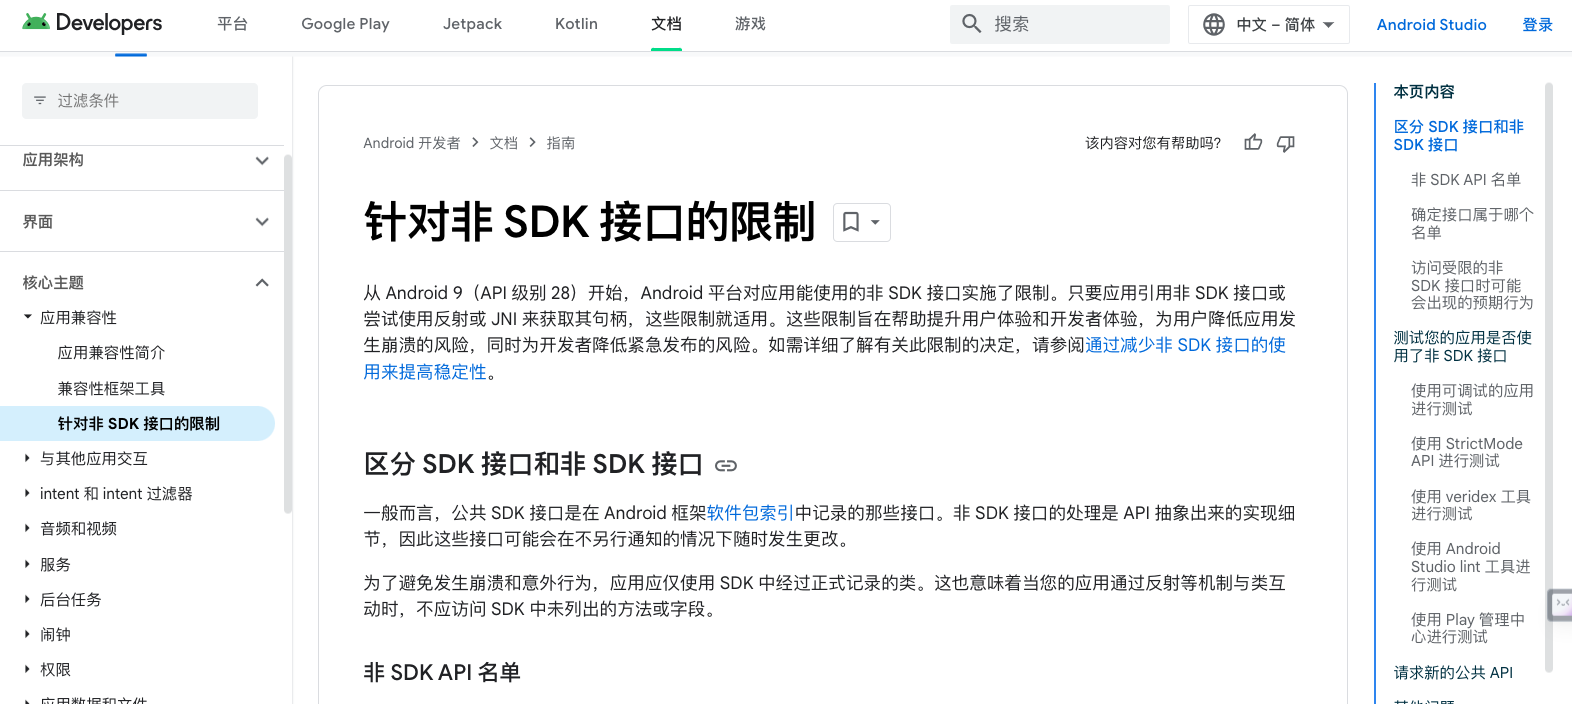 Developers
平台
Google Play
Jetpack
Kotlin
文档
游戏
搜索
中文 – 简体
Android Studio
登录
过滤条件
应用架构
界面
核心主题
应用兼容性
应用兼容性简介
兼容性框架工具
针对非 SDK 接口的限制
与其他应用交互
intent 和 intent 过滤器
音频和视频
服务
后台任务
闹钟
权限
应用数据和文件
Android 开发者
文档
指南
该内容对您有帮助吗？
针对非 SDK 接口的限制
从 Android 9（API 级别 28）开始，Android 平台对应用能使用的非 SDK 接口实施了限制。只要应用引用非 SDK 接口或
尝试使用反射或 JNI 来获取其句柄，这些限制就适用。这些限制旨在帮助提升用户体验和开发者体验，为用户降低应用发
生崩溃的风险，同时为开发者降低紧急发布的风险。如需详细了解有关此限制的决定，请参阅通过减少非 SDK 接口的使
用来提高稳定性。
区分 SDK 接口和非 SDK 接口
一般而言，公共 SDK 接口是在 Android 框架软件包索引中记录的那些接口。非 SDK 接口的处理是 API 抽象出来的实现细
节，因此这些接口可能会在不另行通知的情况下随时发生更改。
为了避免发生崩溃和意外行为，应用应仅使用 SDK 中经过正式记录的类。这也意味着当您的应用通过反射等机制与类互
动时，不应访问 SDK 中未列出的方法或字段。
非 SDK API 名单
本页内容
区分 SDK 接口和非
SDK 接口
非 SDK API 名单
确定接口属于哪个
名单
访问受限的非
SDK 接口时可能
会出现的预期行为
测试您的应用是否使
用了非 SDK 接口
使用可调试的应用
进行测试
使用 StrictMode
API 进行测试
使用 veridex 工具
进行测试
使用 Android
Studio lint 工具进
行测试
使用 Play 管理中
心进行测试
请求新的公共 API
其他问题